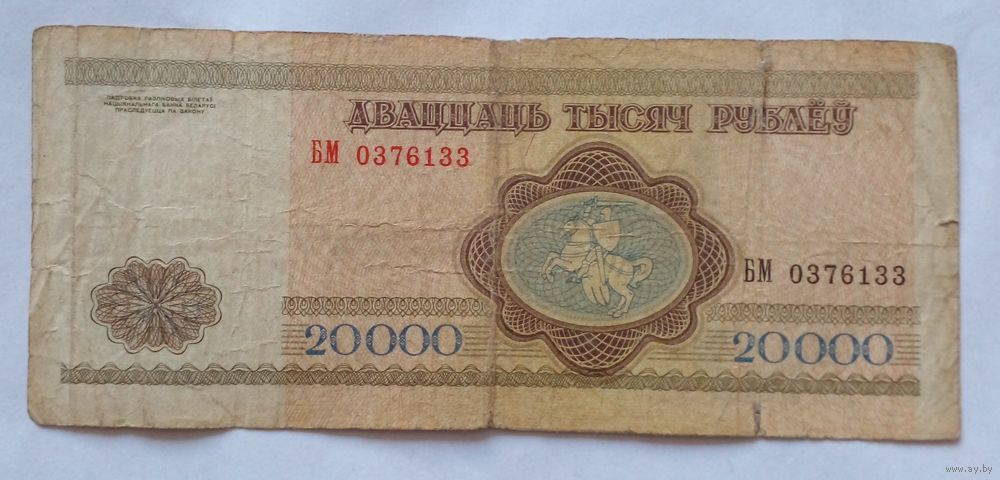 ПАДРОБКА РАЗЛІКОВЫХ БІЛЕТАЎ
НАЦЫЯНАЛЬНАГА БАНКА БЕЛАРУСІ
ПРАСЛЕДУЕЦЦА ПА ЗАКОНУ
ДВАЦЦАЦЬ ТЫСЯЧ РУБЛЁЎ
БМ 0376133
БМ 0376133
20000
20000
www.ay.by